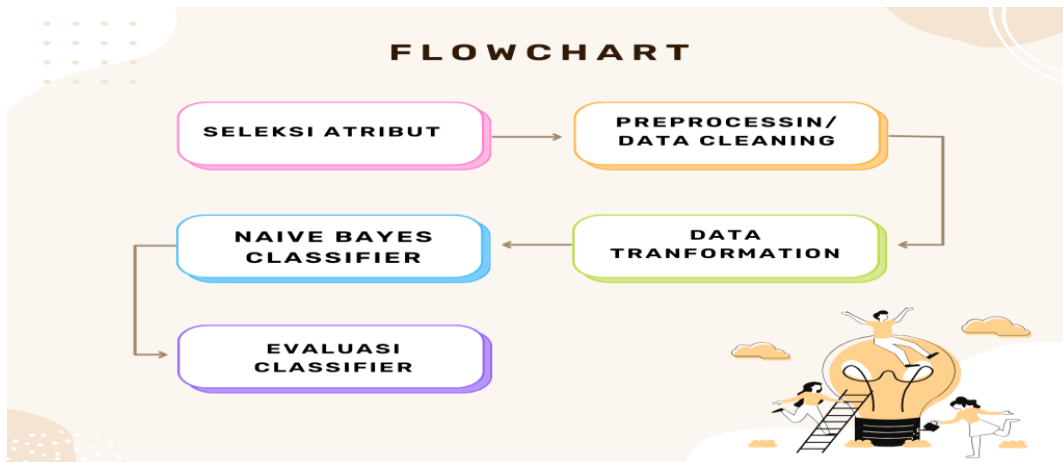 FLOWCHART
SELEKSI ATRIBUT
PREPROCESSIN/
DATA CLEANING
DATA
TRANFORMATION
NAIVE BAYES
CLASSIFIER
EVALUASI
CLASSIFIER